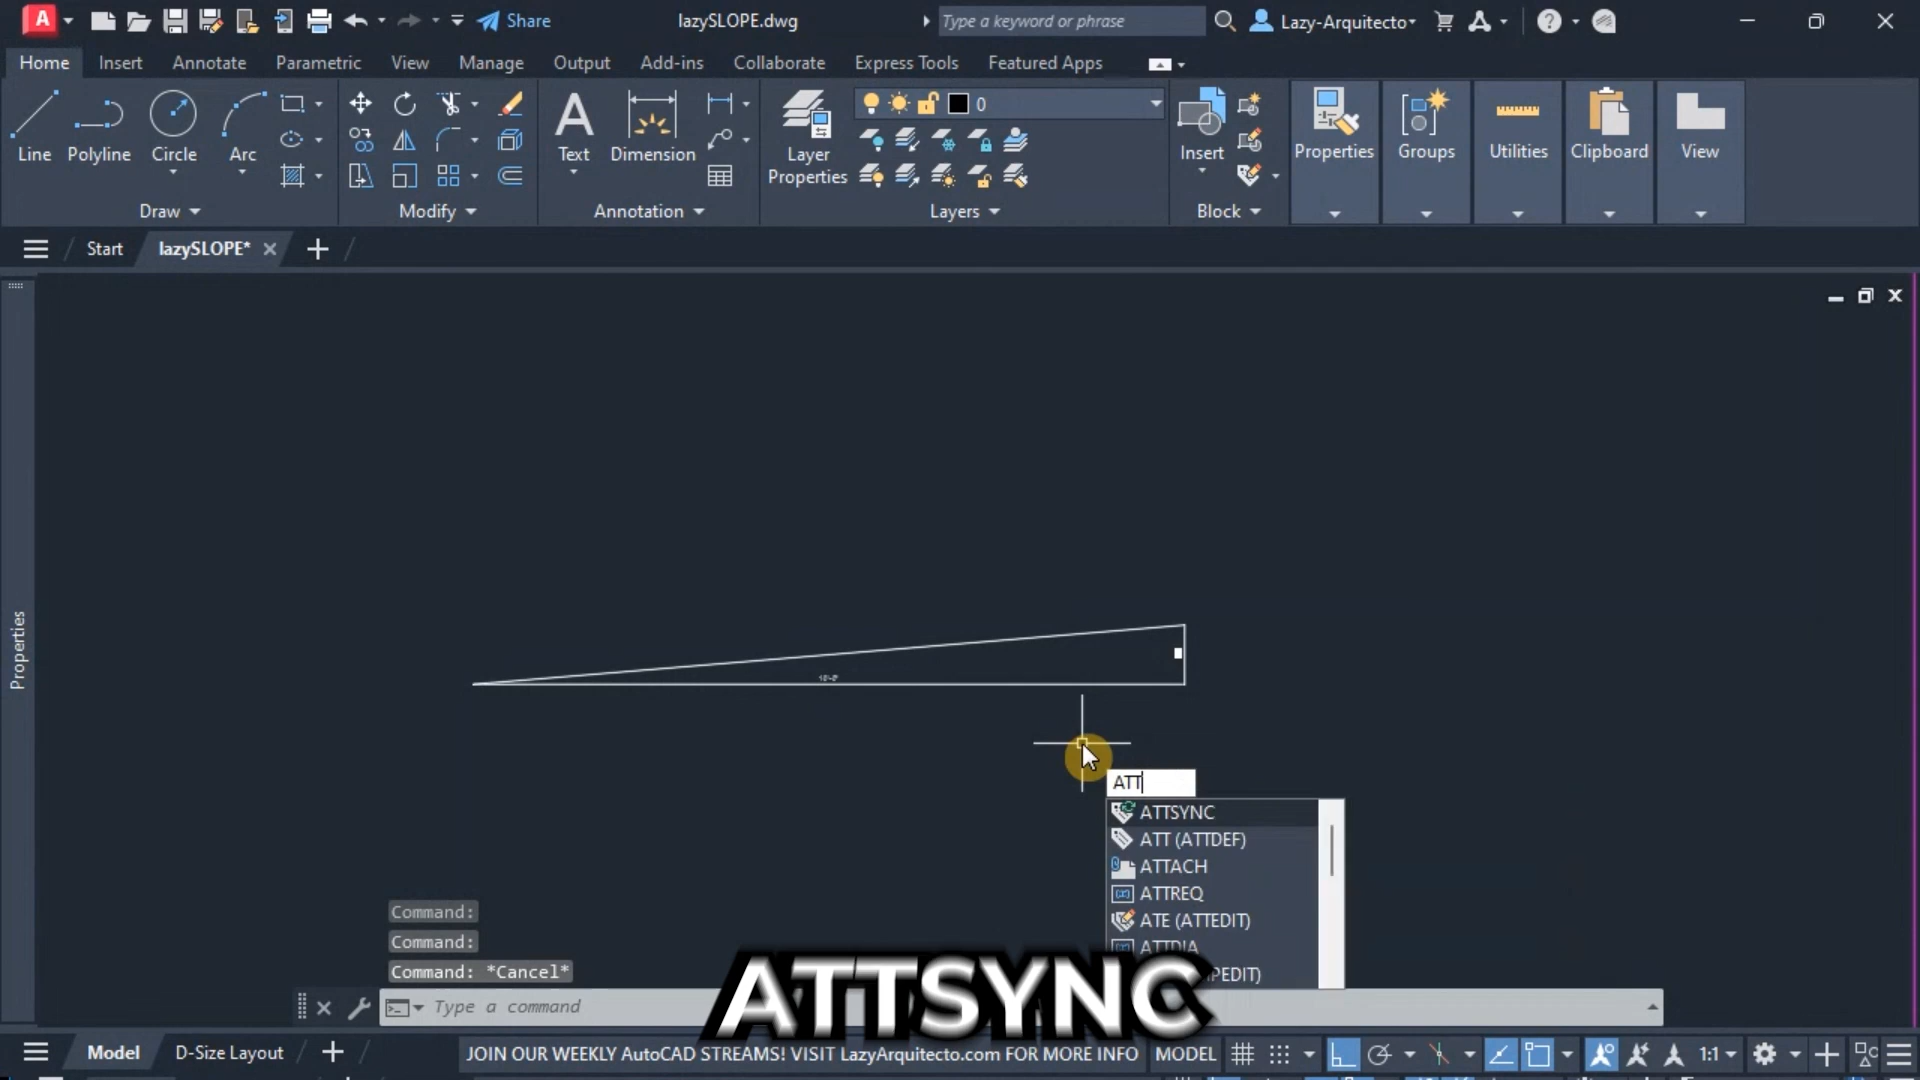 A
Share
lazySLOPE.dwg
Type a keyword or phrase
Lazy-Arquitecto
Home
Insert
Annotate
Parametric
View
Manage
Output
Add-ins
Collaborate
Express Tools
Featured Apps
Line
Polyline
Circle
Arc
Draw
Modify
A
Text
Dimension
Annotation
Layer
Properties
0
Layers
Insert
Block
Properties
Groups
Utilities
Clipboard
View
Start
lazySLOPE*
Properties
ATT
ATTSYNC
ATT (ATTDEF)
ATTACH
ATTREQ
ATE (ATTEDIT)
ATTDIA
PEDIT)
Command:
Command:
Command: *Cancel*
Type a command
ATTSYNC
Model
D-Size Layout
JOIN OUR WEEKLY AutoCAD STREAMS! VISIT LazyArquitecto.com FOR MORE INFO
MODEL
1:1